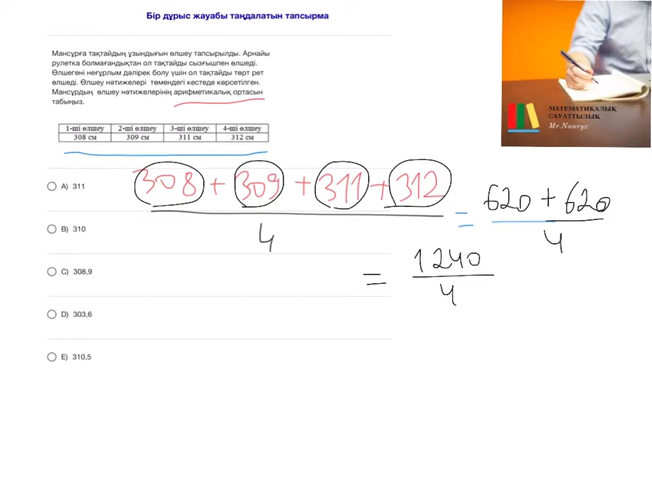 Бір дұрыс жауабы таңдалатын тапсырма
Мансұрға тақтайдың ұзындығын өлшеу тапсырылды. Арнайы
рулетка болмағандықтан ол тақтайды сызғышпен өлшеді.
Өлшегені неғұрлым дәлірек болу үшін ол тақтайды төрт рет
өлшеді. Өлшеу нәтижелері төмендегі кестеде көрсетілген.
Мансұрдың өлшеу нәтижелерінің арифметикалық ортасын
табыңыз.
1-ші өлшеу 2-ші өлшеу 3-ші өлшеу 4-ші өлшеу
308 см 309 см 311 см 312 см
МАТЕМАТИКАЛЫҚ
САУАТТЫЛЫҚ
Mr.Nauryz
A) 311
B) 310
C) 308,9
D) 303,6
E) 310,5
308 + 309 + 311 + 312
4
= 620 + 620
4
= 1240
4